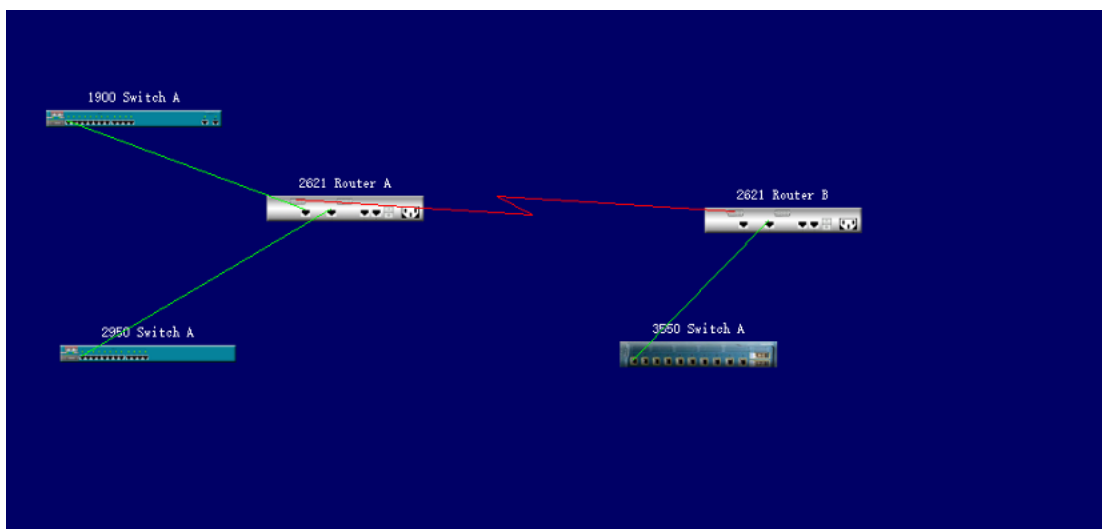 1900 Switch A
2621 Router A
2621 Router B
2950 Switch A
3550 Switch A